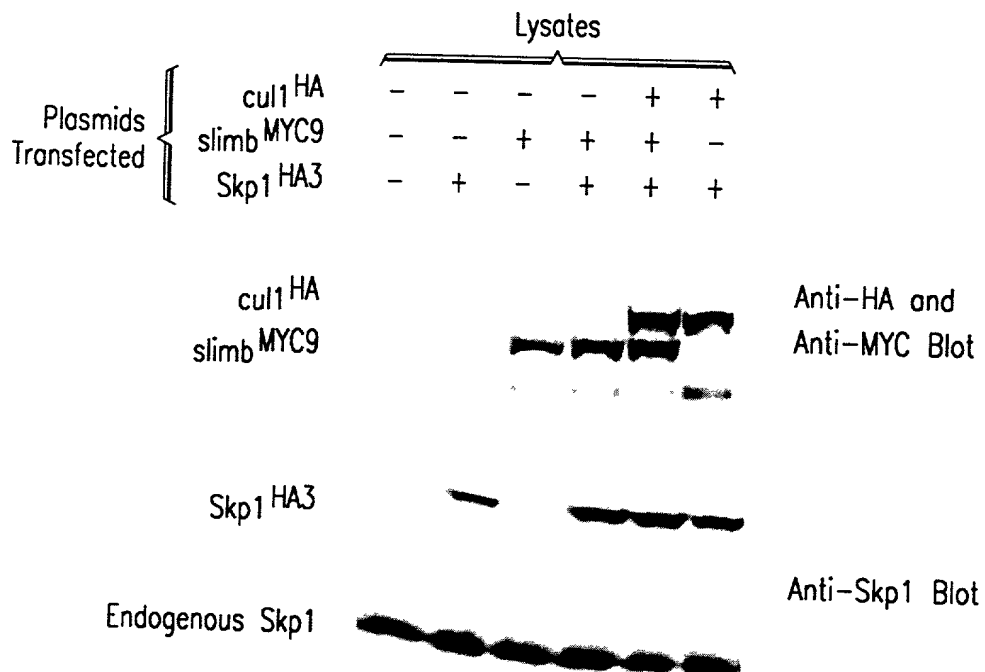 Lysates
Plasmids
Transfected
cul1 HA - - - - + +
slimb MYC9 - - + + + -
Skp1 HA3 - + - + + +
cul1 HA
slimb MYC9
Anti-HA and
Anti-MYC Blot
Skp1 HA3
Anti-Skp1 Blot
Endogenous Skp1